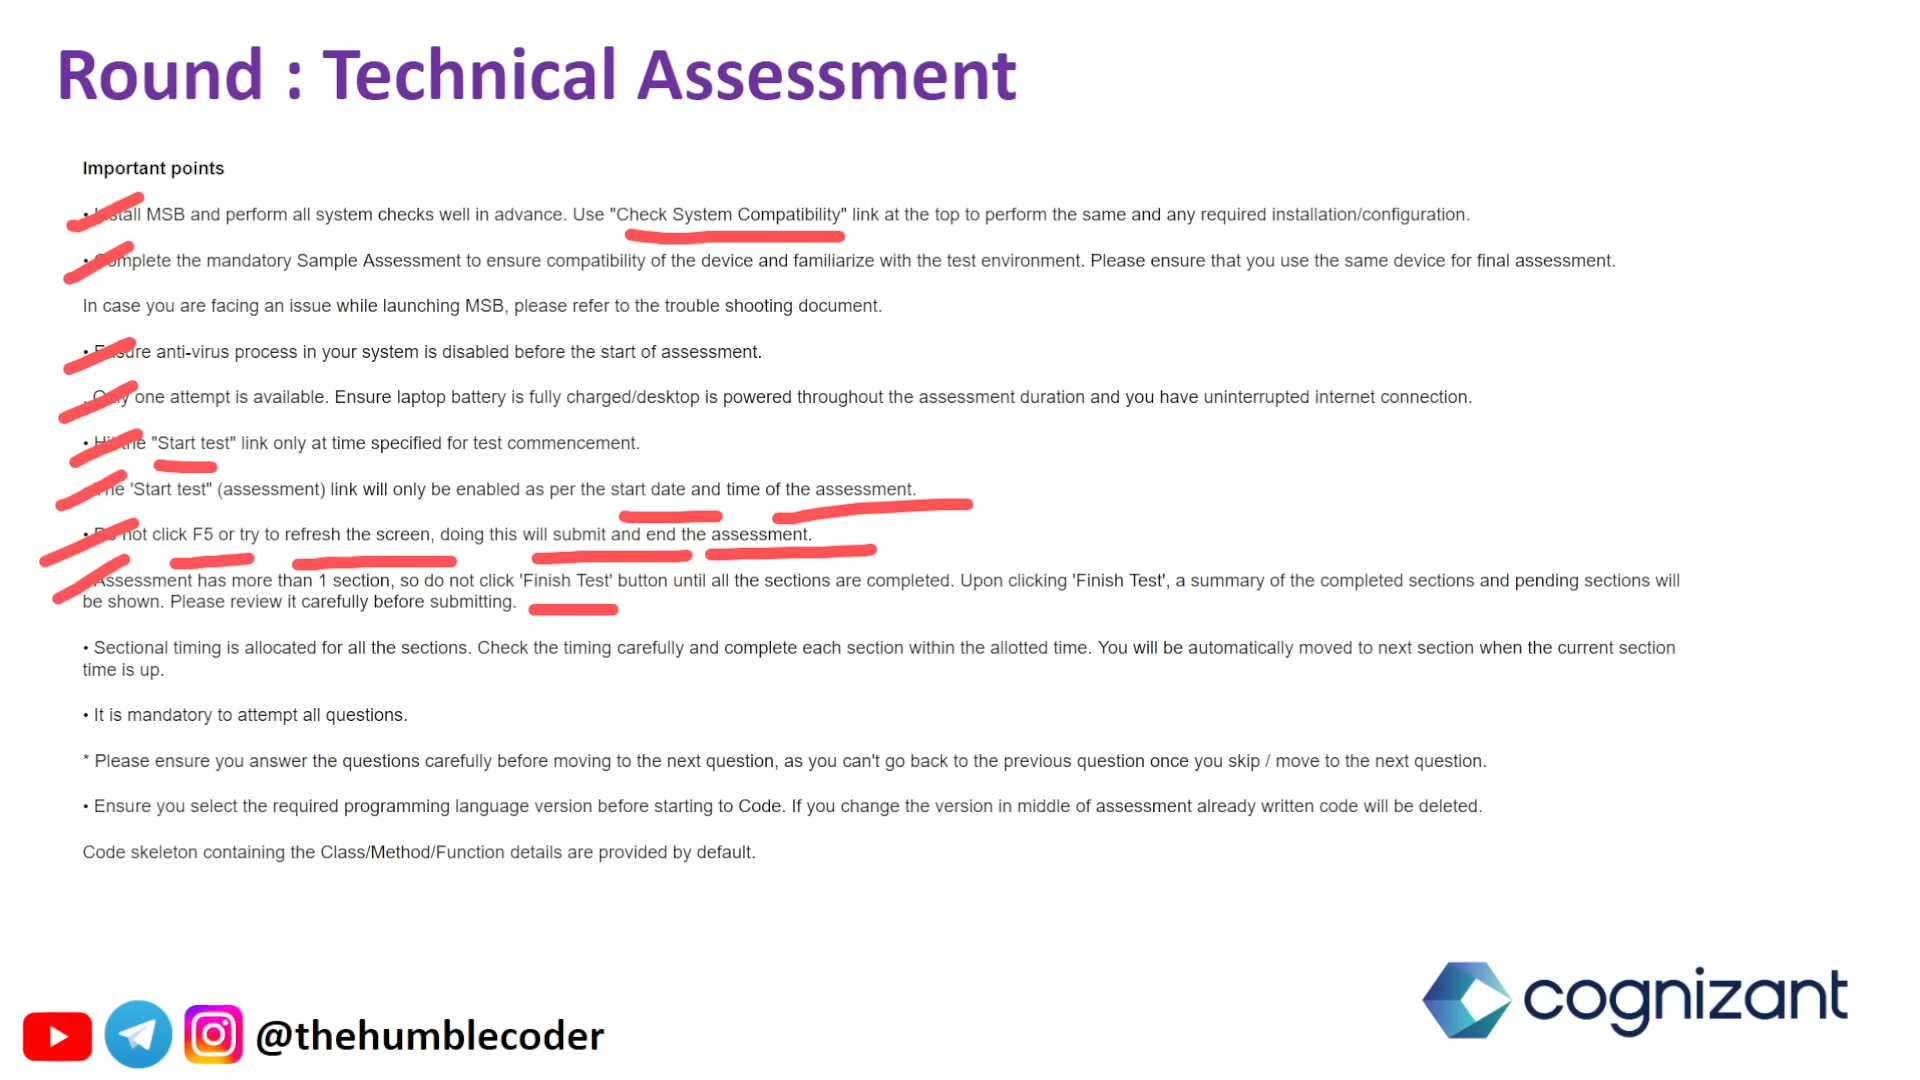 Round : Technical Assessment
Important points
• Install MSB and perform all system checks well in advance. Use "Check System Compatibility" link at the top to perform the same and any required installation/configuration.
• Complete the mandatory Sample Assessment to ensure compatibility of the device and familiarize with the test environment. Please ensure that you use the same device for final assessment.
In case you are facing an issue while launching MSB, please refer to the trouble shooting document.
• Ensure anti-virus process in your system is disabled before the start of assessment.
. Only one attempt is available. Ensure laptop battery is fully charged/desktop is powered throughout the assessment duration and you have uninterrupted internet connection.
• Hit the "Start test" link only at time specified for test commencement.
• The 'Start test" (assessment) link will only be enabled as per the start date and time of the assessment.
• Do not click F5 or try to refresh the screen, doing this will submit and end the assessment.
• Assessment has more than 1 section, so do not click 'Finish Test' button until all the sections are completed. Upon clicking 'Finish Test', a summary of the completed sections and pending sections will
be shown. Please review it carefully before submitting.
• Sectional timing is allocated for all the sections. Check the timing carefully and complete each section within the allotted time. You will be automatically moved to next section when the current section
time is up.
• It is mandatory to attempt all questions.
* Please ensure you answer the questions carefully before moving to the next question, as you can't go back to the previous question once you skip / move to the next question.
• Ensure you select the required programming language version before starting to Code. If you change the version in middle of assessment already written code will be deleted.
Code skeleton containing the Class/Method/Function details are provided by default.
cognizant
@thehumblecoder